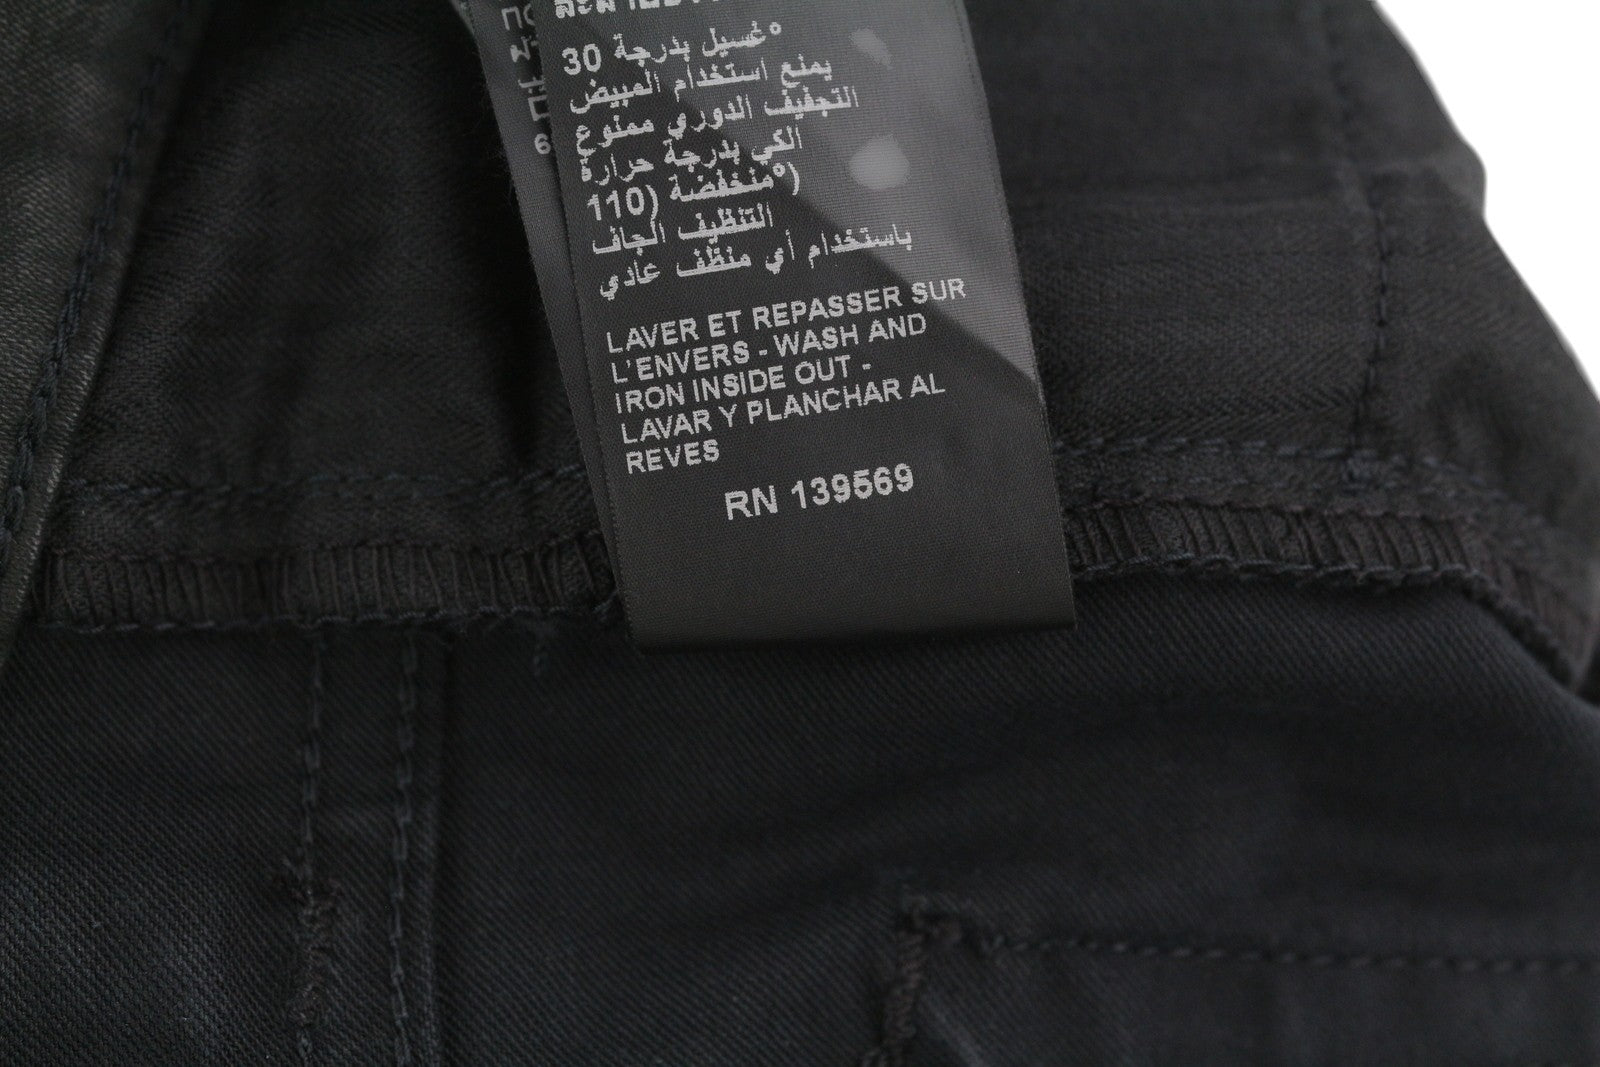 غسيل بدرجة 30°
يمنع استخدام المبيض
التجفيف الدوري ممنوع
الكي بدرجة حرارة
منخفضة (110°)
التنظيف الجاف
باستخدام أي منظف عادي
LAVER ET REPASSER SUR
L'ENVERS - WASH AND
IRON INSIDE OUT -
LAVAR Y PLANCHAR AL
REVES
RN 139569